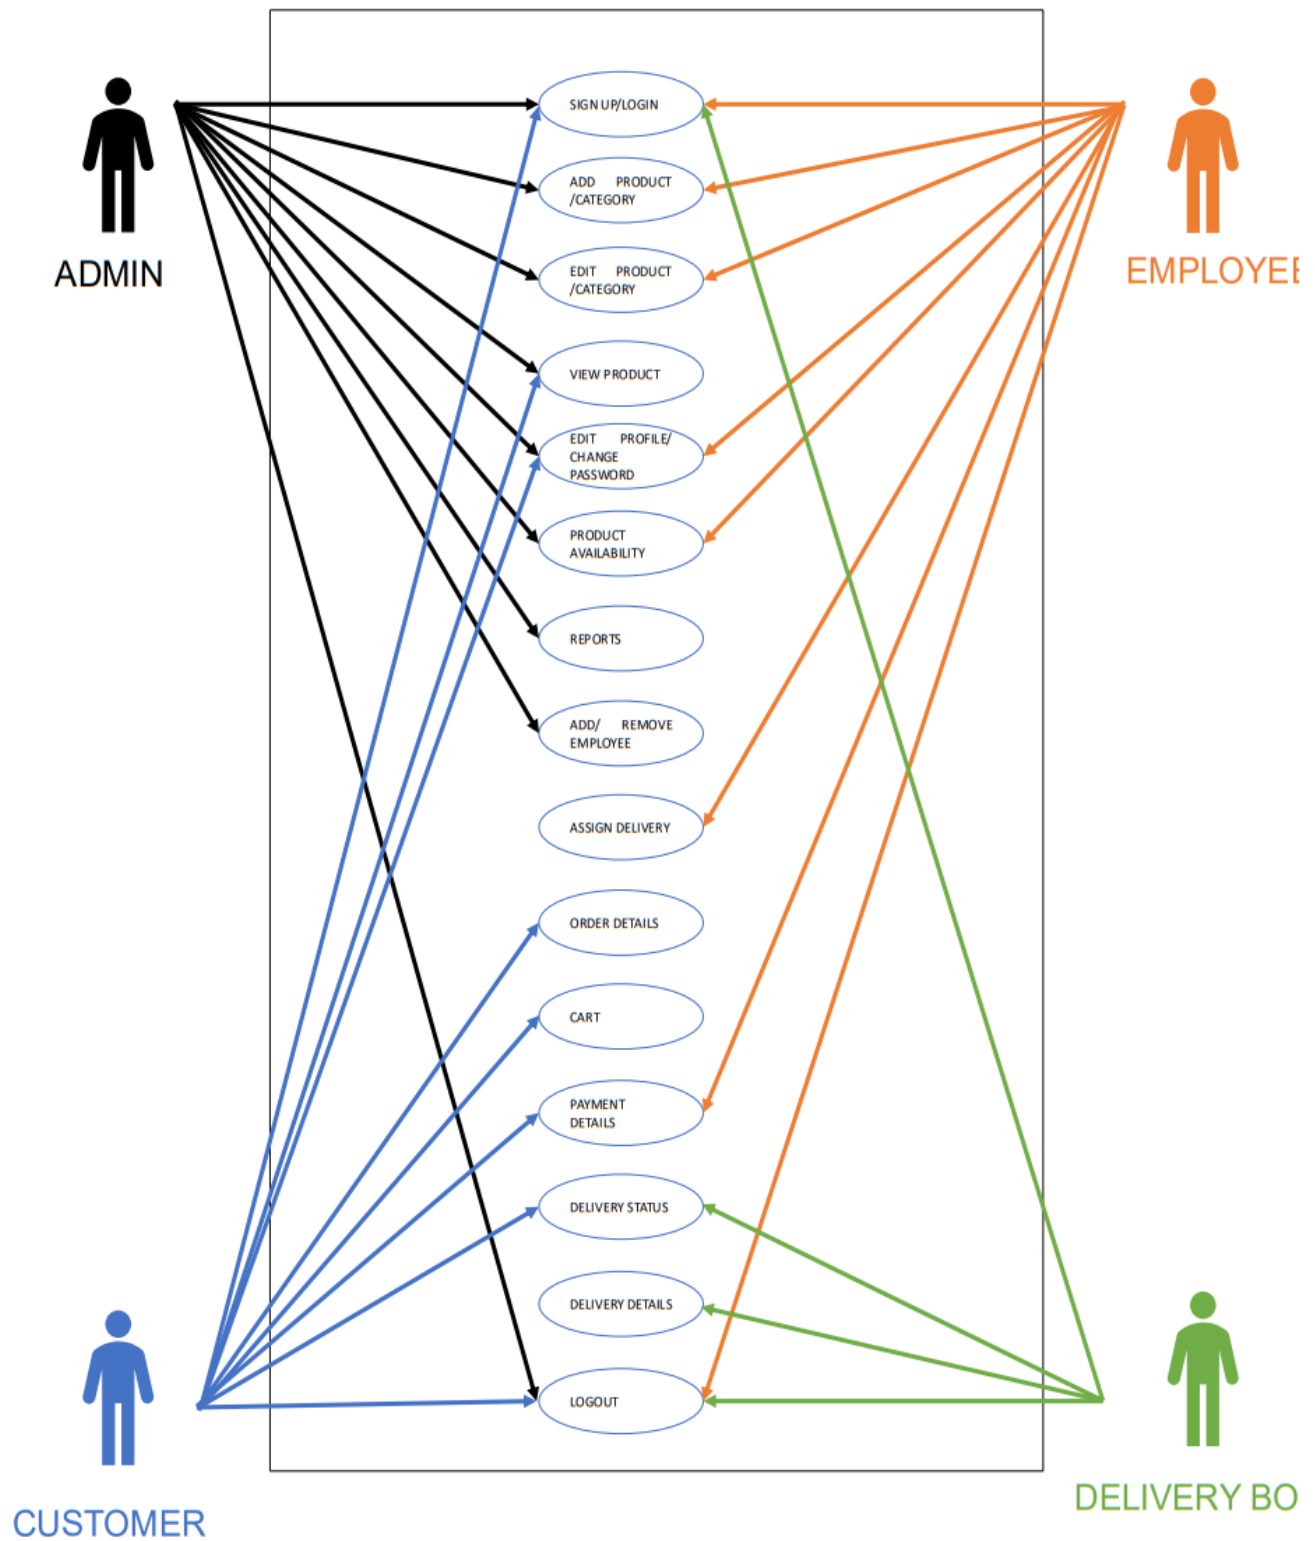 SIGN UP/LOGIN
ADD PRODUCT
/CATEGORY
ADMIN
EMPLOYEE
EDIT PRODUCT
/CATEGORY
VIEW PRODUCT
EDIT PROFILE/
CHANGE
PASSWORD
PRODUCT
AVAILABILITY
REPORTS
ADD/ REMOVE
EMPLOYEE
ASSIGN DELIVERY
ORDER DETAILS
CART
PAYMENT
DETAILS
DELIVERY STATUS
DELIVERY DETAILS
LOGOUT
DELIVERY BO
CUSTOMER